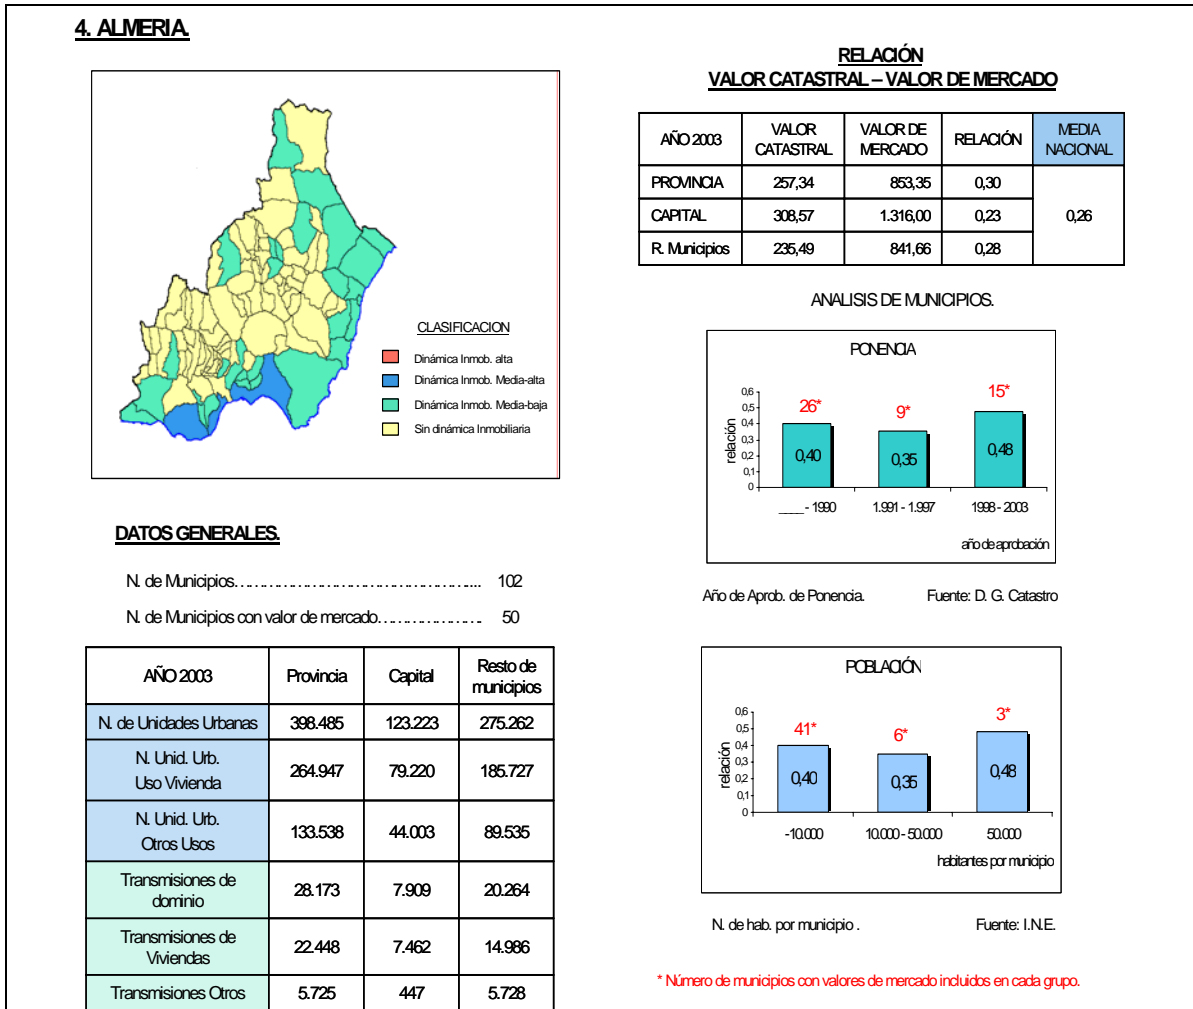 4. ALMERIA.
CLASIFICACION
Dinámica Inmob. alta
Dinámica Inmob. Media-alta
Dinámica Inmob. Media-baja
Sin dinámica Inmobiliaria
DATOS GENERALES.
N. de Municipios……………………………………….... 102
N. de Municipios con valor de mercado……………….... 50
AÑO 2003 Provincia Capital Resto de municipios
N. de Unidades Urbanas 398.485 123.223 275.262
N. Unid. Urb. Uso Vivienda 264.947 79.220 185.727
N. Unid. Urb. Otros Usos 133.538 44.003 89.535
Transmisiones de dominio 28.173 7.909 20.264
Transmisiones de Viviendas 22.448 7.462 14.986
Transmisiones Otros 5.725 447 5.728
RELACIÓN
VALOR CATASTRAL – VALOR DE MERCADO
AÑO 2003 VALOR CATASTRAL VALOR DE MERCADO RELACIÓN MEDIA NACIONAL
PROVINCIA 257,34 853,35 0,30
CAPITAL 308,57 1.316,00 0,23 0,26
R. Municipios 235,49 841,66 0,28
ANALISIS DE MUNICIPIOS.
PONENCIA
relación
0,6
0,5
0,4
0,3
0,2
0,1
0
26* 9* 15*
0,40 0,35 0,48
____ - 1990 1.991 - 1.997 1998 - 2003
año de aprobación
Año de Aprob. de Ponencia. Fuente: D. G. Catastro
POBLACIÓN
relación
0,6
0,5
0,4
0,3
0,2
0,1
0
41* 6* 3*
0,40 0,35 0,48
-10.000 10.000 - 50.000 50.000
habitantes por municipio
N. de hab. por municipio . Fuente: I.N.E.
* Número de municipios con valores de mercado incluidos en cada grupo.